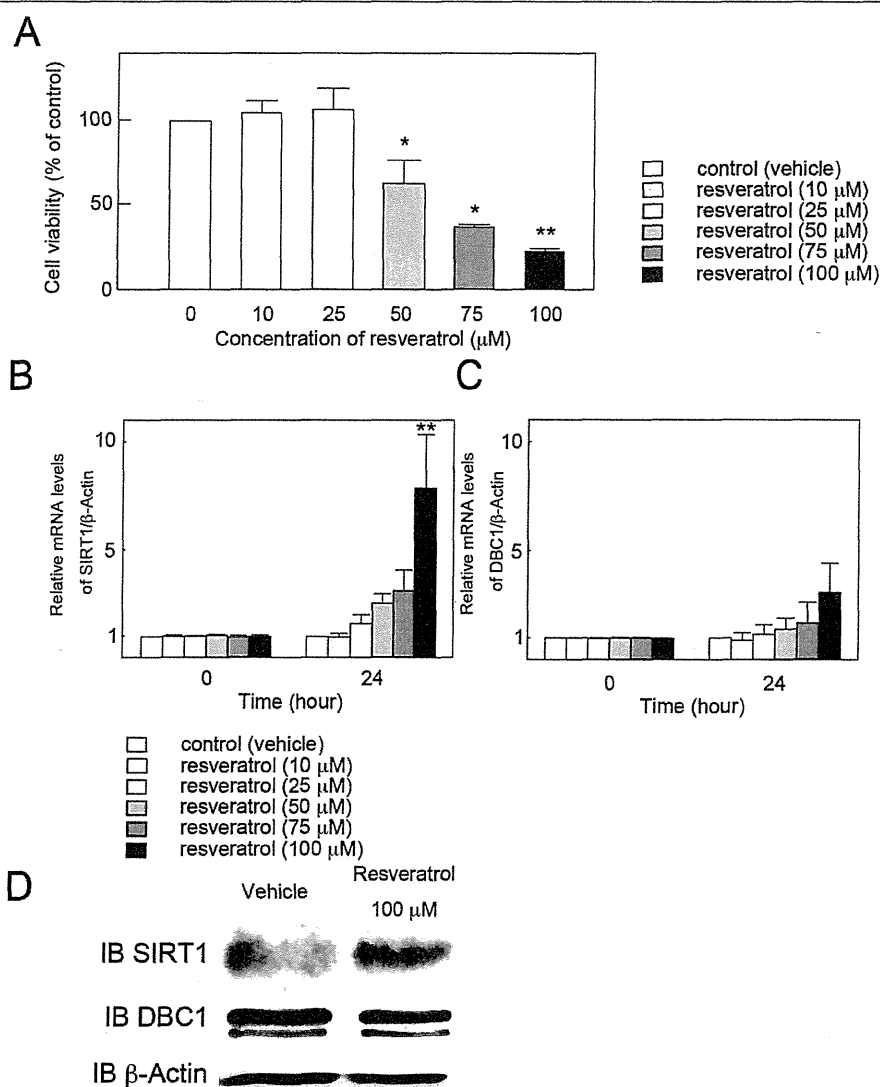 A
Cell viability (% of control)
100
50
0
*
*
**
0 10 25 50 75 100
Concentration of resveratrol (μM)
control (vehicle)
resveratrol (10 μM)
resveratrol (25 μM)
resveratrol (50 μM)
resveratrol (75 μM)
resveratrol (100 μM)
B
Relative mRNA levels
of SIRT1/β-Actin
10
5
1
**
0 24
Time (hour)
C
Relative mRNA levels
of DBC1/β-Actin
10
5
1
0 24
Time (hour)
control (vehicle)
resveratrol (10 μM)
resveratrol (25 μM)
resveratrol (50 μM)
resveratrol (75 μM)
resveratrol (100 μM)
D
Vehicle
Resveratrol
100 μM
IB SIRT1
IB DBC1
IB β-Actin